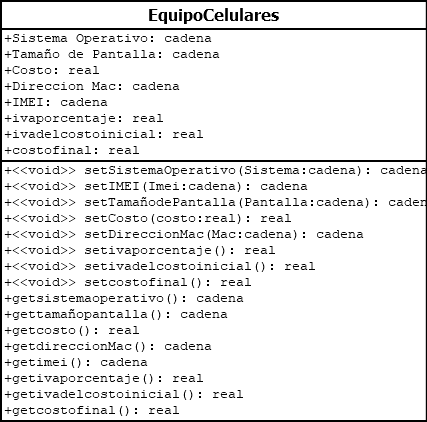 EquipoCelulares
+Sistema Operativo: cadena
+Tamaño de Pantalla: cadena
+Costo: real
+Direccion Mac: cadena
+IMEI: cadena
+ivaporcentaje: real
+ivadelcostoinicial: real
+costofinal: real
+<<void>> setSistemaOperativo(Sistema:cadena): cadena
+<<void>> setIMEI(Imei:cadena): cadena
+<<void>> setTamañodePantalla(Pantalla:cadena): cadena
+<<void>> setCosto(costo:real): real
+<<void>> setDireccionMac(Mac:cadena): cadena
+<<void>> setivaporcentaje(): real
+<<void>> setivadelcostoinicial(): real
+<<void>> setcostofinal(): real
+getsistemaoperativo(): cadena
+gettamañopantalla(): cadena
+getcosto(): real
+getdireccionMac(): cadena
+getimei(): cadena
+getivaporcentaje(): real
+getivadelcostoinicial(): real
+getcostofinal(): real